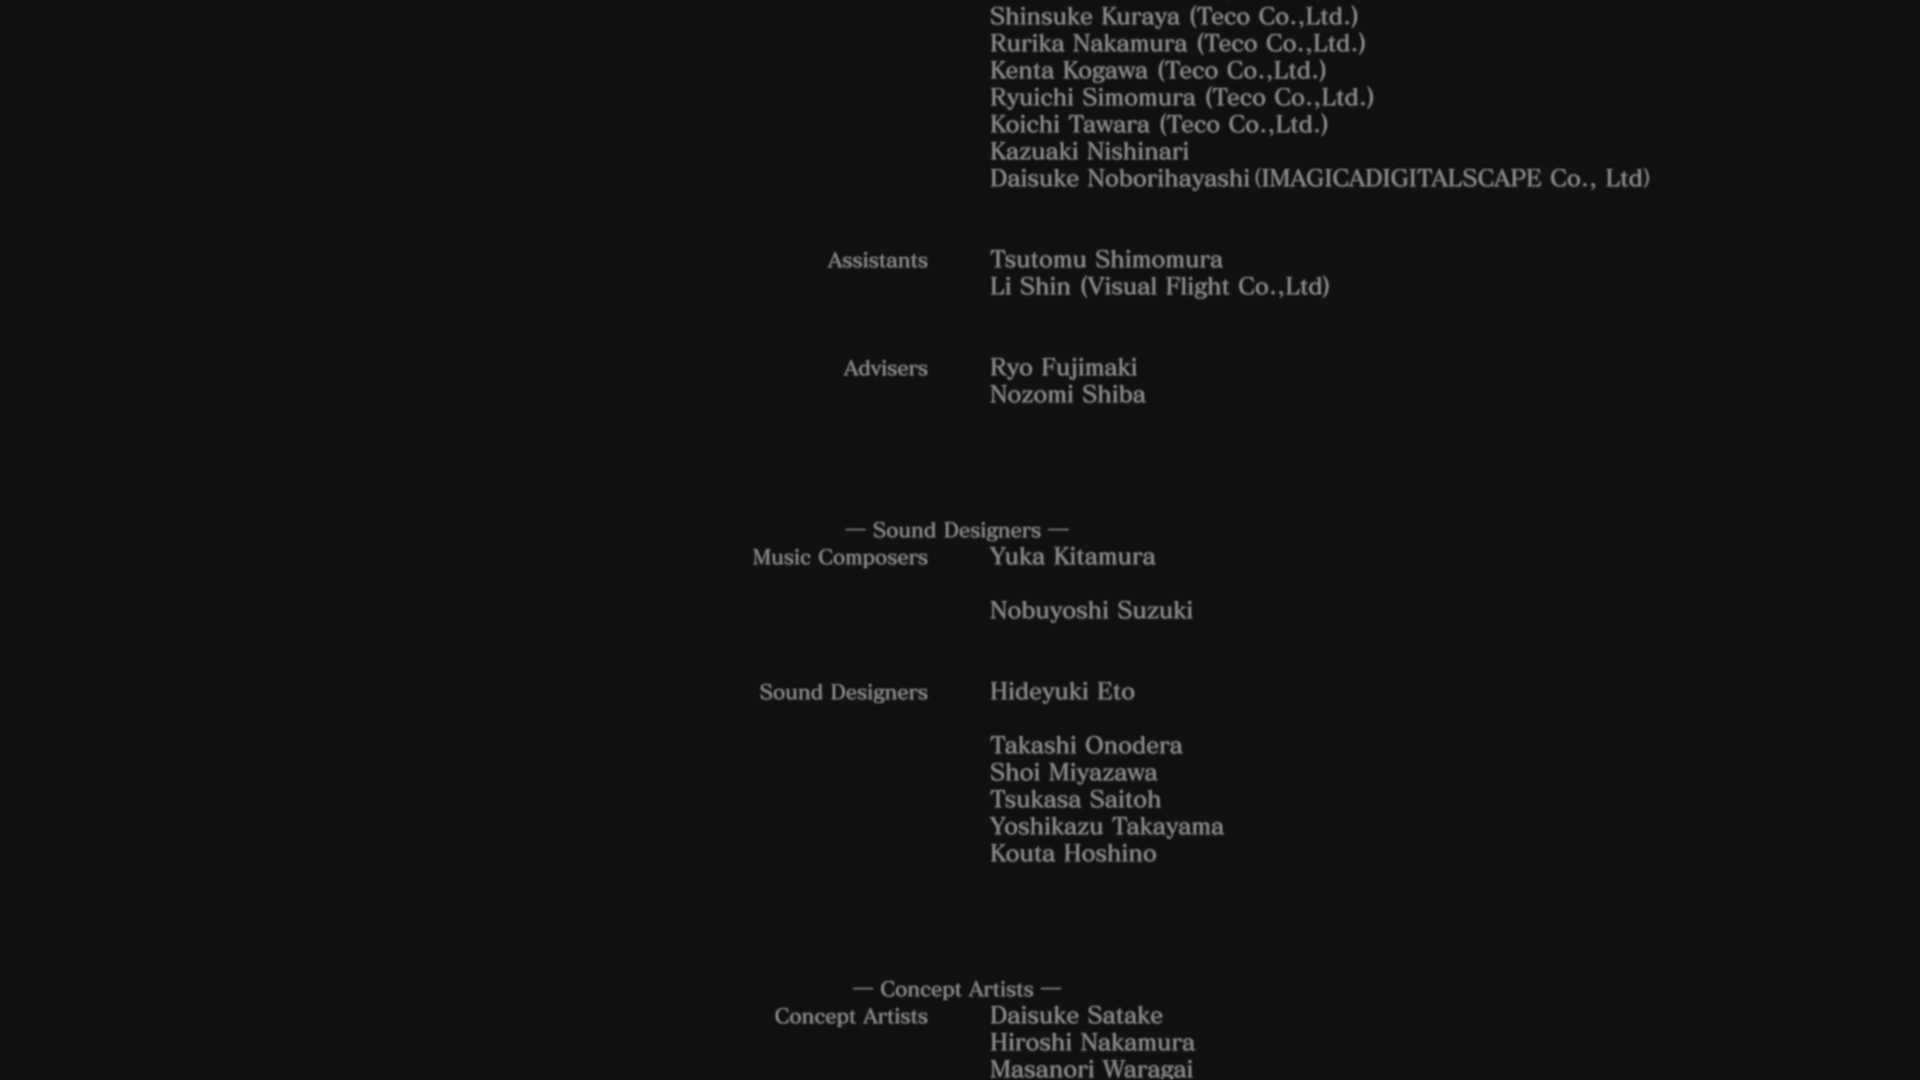 Shinsuke Kuraya (Teco Co.,Ltd.)
Rurika Nakamura (Teco Co.,Ltd.)
Kenta Kogawa (Teco Co.,Ltd.)
Ryuichi Simomura (Teco Co.,Ltd.)
Koichi Tawara (Teco Co.,Ltd.)
Kazuaki Nishinari
Daisuke Noborihayashi (IMAGICADIGITALSCAPE Co., Ltd)
Assistants Tsutomu Shimomura
Li Shin (Visual Flight Co.,Ltd)
Advisers Ryo Fujimaki
Nozomi Shiba
— Sound Designers —
Music Composers Yuka Kitamura
Nobuyoshi Suzuki
Sound Designers Hideyuki Eto
Takashi Onodera
Shoi Miyazawa
Tsukasa Saitoh
Yoshikazu Takayama
Kouta Hoshino
— Concept Artists —
Concept Artists Daisuke Satake
Hiroshi Nakamura
Masanori Waragai